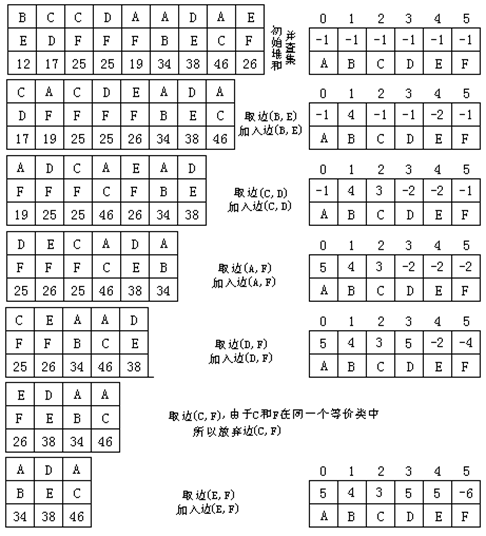 B C C D A A D A E
E D F F F B E C F
12 17 25 25 19 34 38 46 26
初始堆和
并查集
0 1 2 3 4 5
-1 -1 -1 -1 -1 -1
A B C D E F
C A C D E A D A
D F F F F B E C
17 19 25 25 26 34 38 46
取边(B, E)
加入边(B, E)
0 1 2 3 4 5
-1 4 -1 -1 -2 -1
A B C D E F
A D C A E A D
F F F C F B E
19 25 25 46 26 34 38
取边(C, D)
加入边(C, D)
0 1 2 3 4 5
-1 4 3 -2 -2 -1
A B C D E F
D E C A D A
F F F C E B
25 26 25 46 38 34
取边(A, F)
加入边(A, F)
0 1 2 3 4 5
5 4 3 -2 -2 -2
A B C D E F
C E A A D
F F B C E
25 26 34 46 38
取边(D, F)
加入边(D, F)
0 1 2 3 4 5
5 4 3 5 -2 -4
A B C D E F
E D A A
F E B C
26 38 34 46
取边(C, F), 由于C和F在同一个等价类中
所以放弃边(C, F)
A D A
B E C
34 38 46
取边(E, F)
加入边(E, F)
0 1 2 3 4 5
5 4 3 5 5 -6
A B C D E F